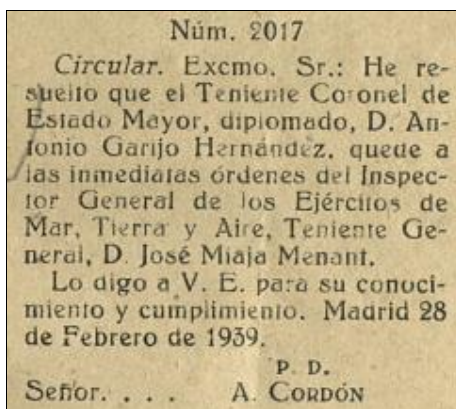 Núm. 2017
Circular. Excmo. Sr.: He re-
suelto que el Teniente Coronel de
Estado Mayor, diplomado, D. An-
tonio Garijo Hernández, quede a
las inmediatas órdenes del Inspec-
tor General de los Ejércitos de
Mar, Tierra y Aire, Teniente Ge-
neral, D. José Miaja Menant.
Lo digo a V. E. para su conoci-
miento y cumplimiento. Madrid 28
de Febrero de 1939.
P. D.
Señor. . . . A. CORDÓN